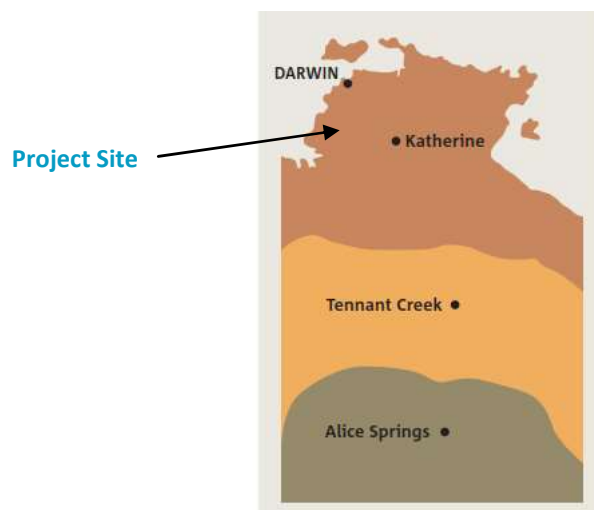 DARWIN
Katherine
Project Site
Tennant Creek
Alice Springs